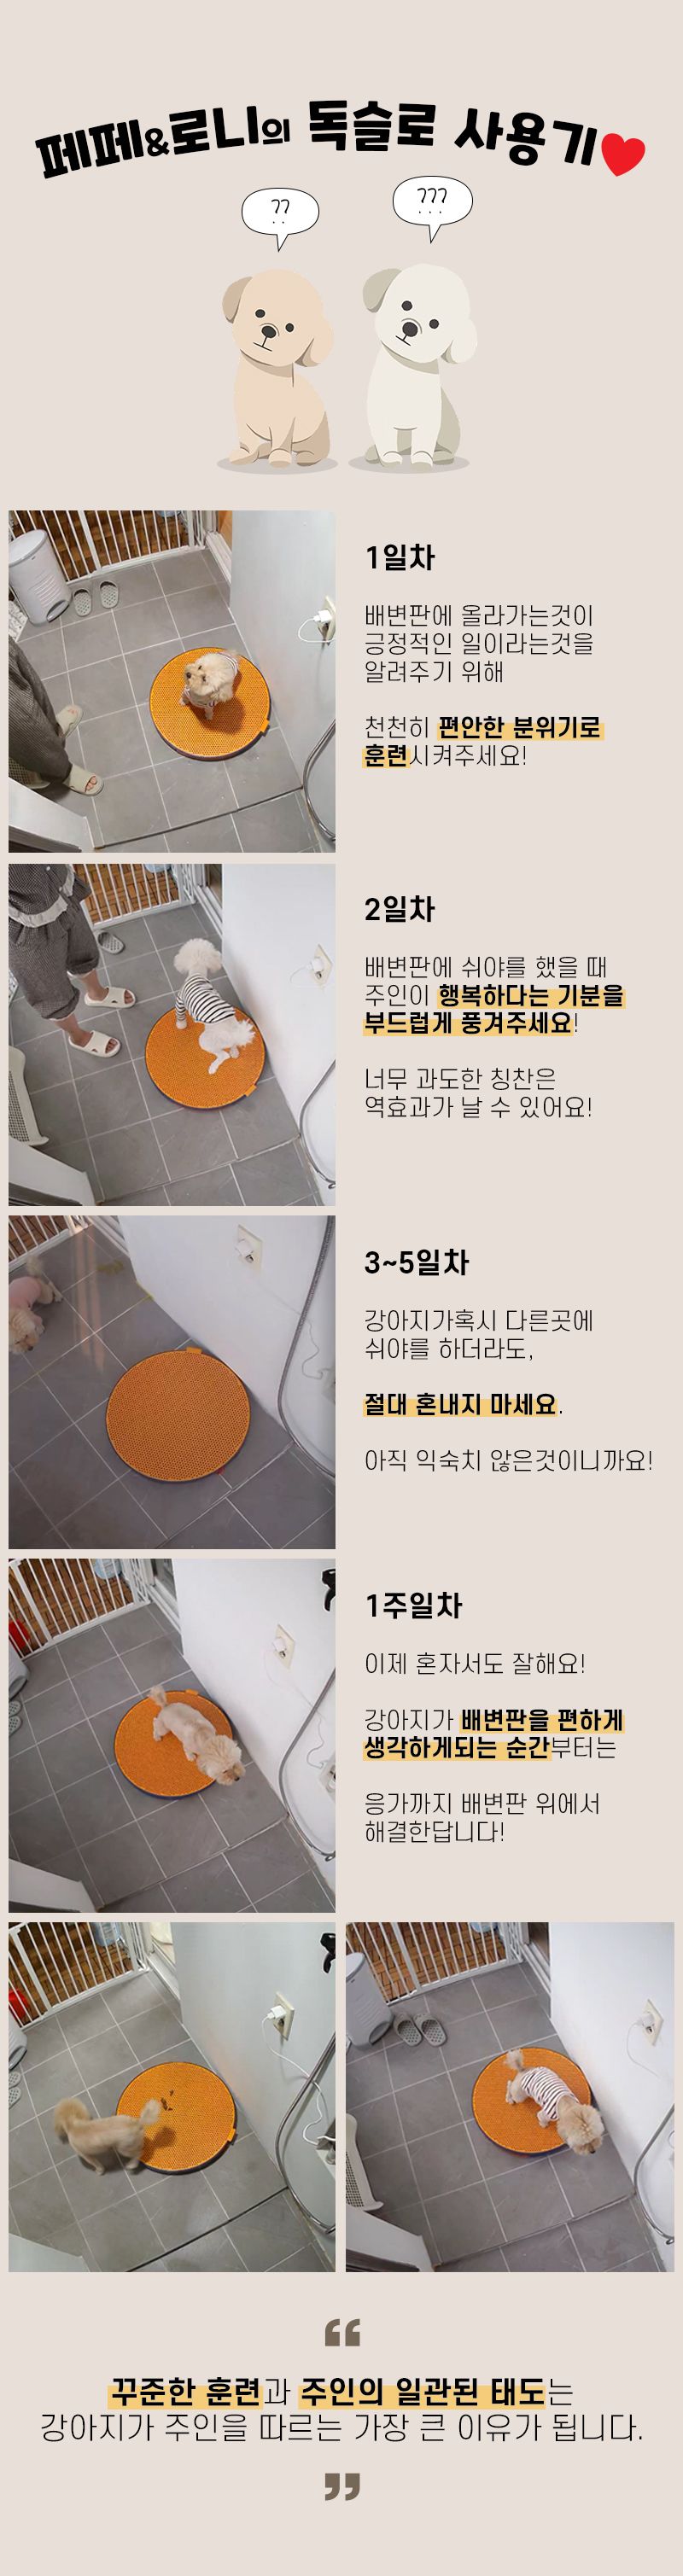 페페&로니의 독슬로 사용기
??
???
1일차
배변판에 올라가는것이
긍정적인 일이라는것을
알려주기 위해
천천히 편안한 분위기로
훈련시켜주세요!
2일차
배변판에 쉬야를 했을 때
주인이 행복하다는 기분을
부드럽게 풍겨주세요!
너무 과도한 칭찬은
역효과가 날 수 있어요!
3~5일차
강아지가혹시 다른곳에
쉬야를 하더라도,
절대 혼내지 마세요.
아직 익숙치 않은것이니까요!
1주일차
이제 혼자서도 잘해요!
강아지가 배변판을 편하게
생각하게되는 순간부터는
응가까지 배변판 위에서
해결한답니다!
“
꾸준한 훈련과 주인의 일관된 태도는
강아지가 주인을 따르는 가장 큰 이유가 됩니다.
”